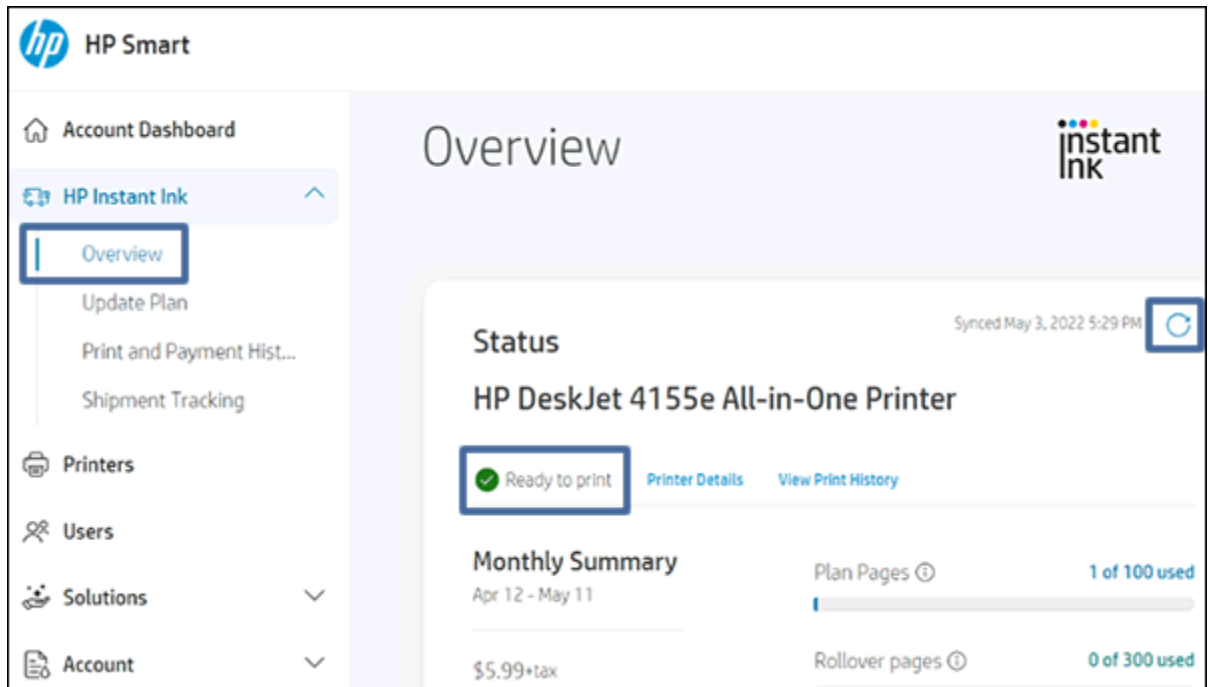 hp HP Smart
Account Dashboard
HP Instant Ink
Overview
Update Plan
Print and Payment Hist...
Shipment Tracking
Printers
Users
Solutions
Account
Overview
instant
ink
Status
Synced May 3, 2022 5:29 PM
HP DeskJet 4155e All-in-One Printer
Ready to print Printer Details View Print History
Monthly Summary
Apr 12 - May 11
$5.99+tax
Plan Pages 1 of 100 used
Rollover pages 0 of 300 used